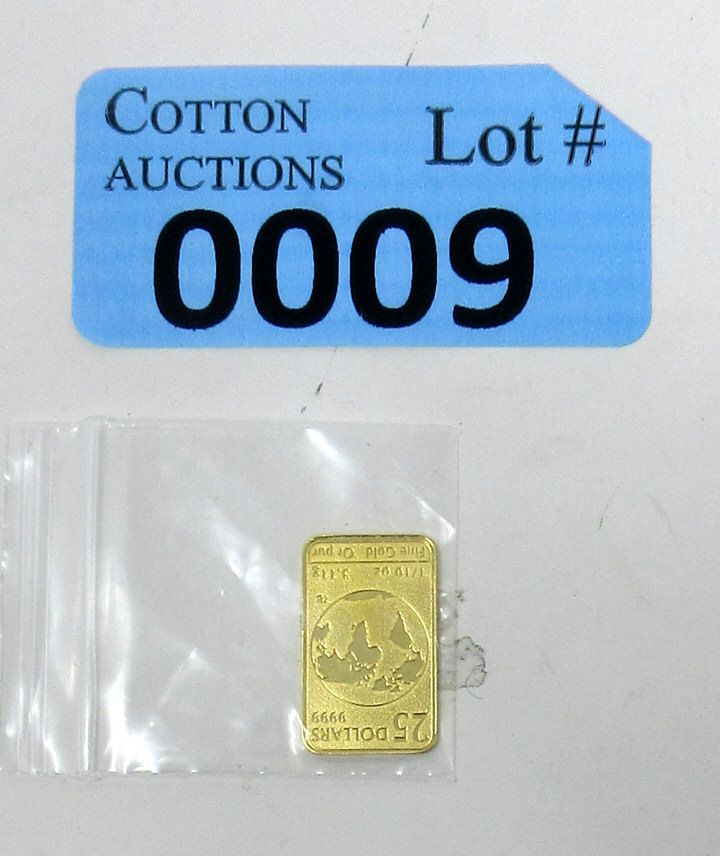 COTTON
AUCTIONS
Lot #
0009
25 DOLLARS
9999
1/10 oz 3.11g
Fine Gold Or pur